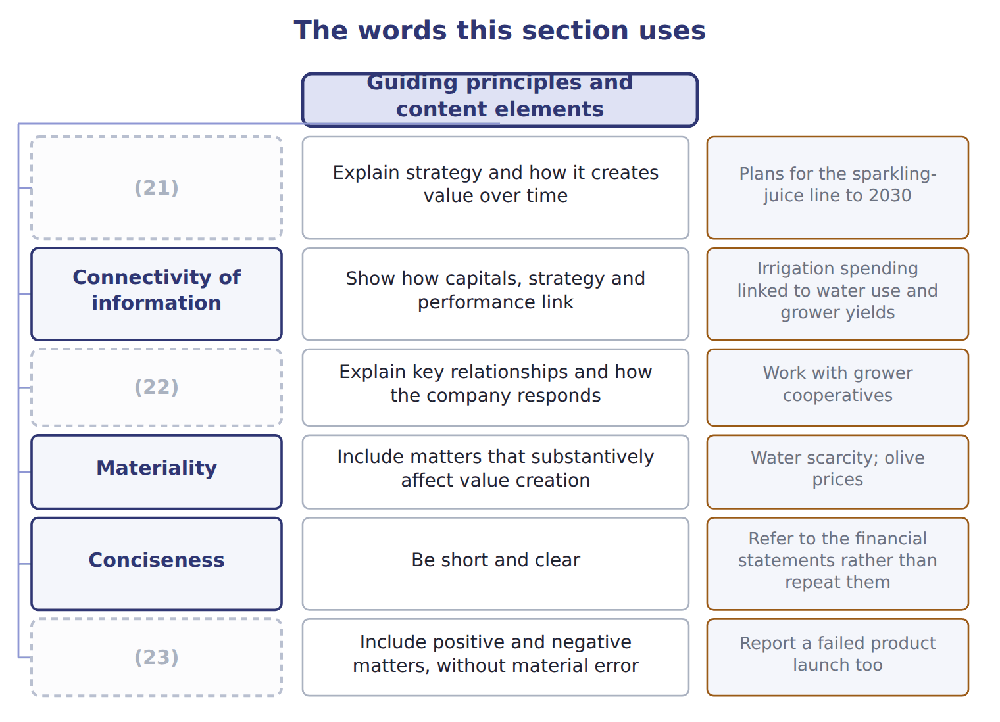 The words this section uses
Guiding principles and
content elements
(21)
Explain strategy and how it creates
value over time
Plans for the sparkling-
juice line to 2030
Connectivity of
information
Show how capitals, strategy and
performance link
Irrigation spending
linked to water use and
grower yields
(22)
Explain key relationships and how
the company responds
Work with grower
cooperatives
Materiality
Include matters that substantively
affect value creation
Water scarcity; olive
prices
Conciseness
Be short and clear
Refer to the financial
statements rather than
repeat them
(23)
Include positive and negative
matters, without material error
Report a failed product
launch too